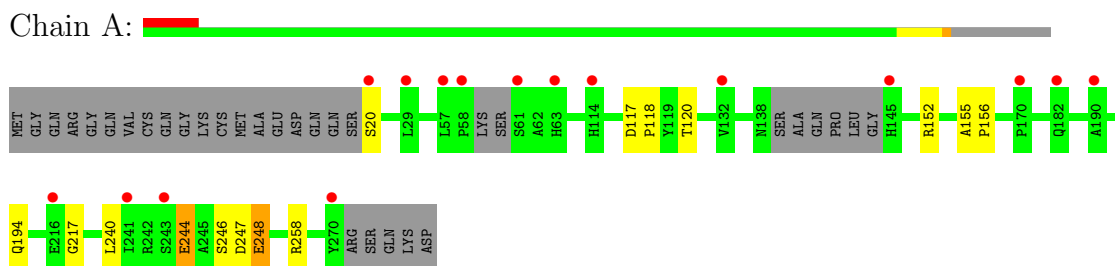 Chain A:
MET GLY GLN ARG GLY GLN VAL CYS GLN GLY LYS CYS MET ALA GLU ASP GLN GLN SER S20 L29 L57 P58 LYS SER S61 A62 H63 H114 D117 P118 Y119 T120 V132 N138 SER ALA GLN PRO LEU GLY H145 R152 A155 P156 P170 Q182 A190
Q194 E216 G217 L240 I241 R242 S243 E244 A245 S246 D247 E248 R258 Y270 ARG SER GLN LYS ASP